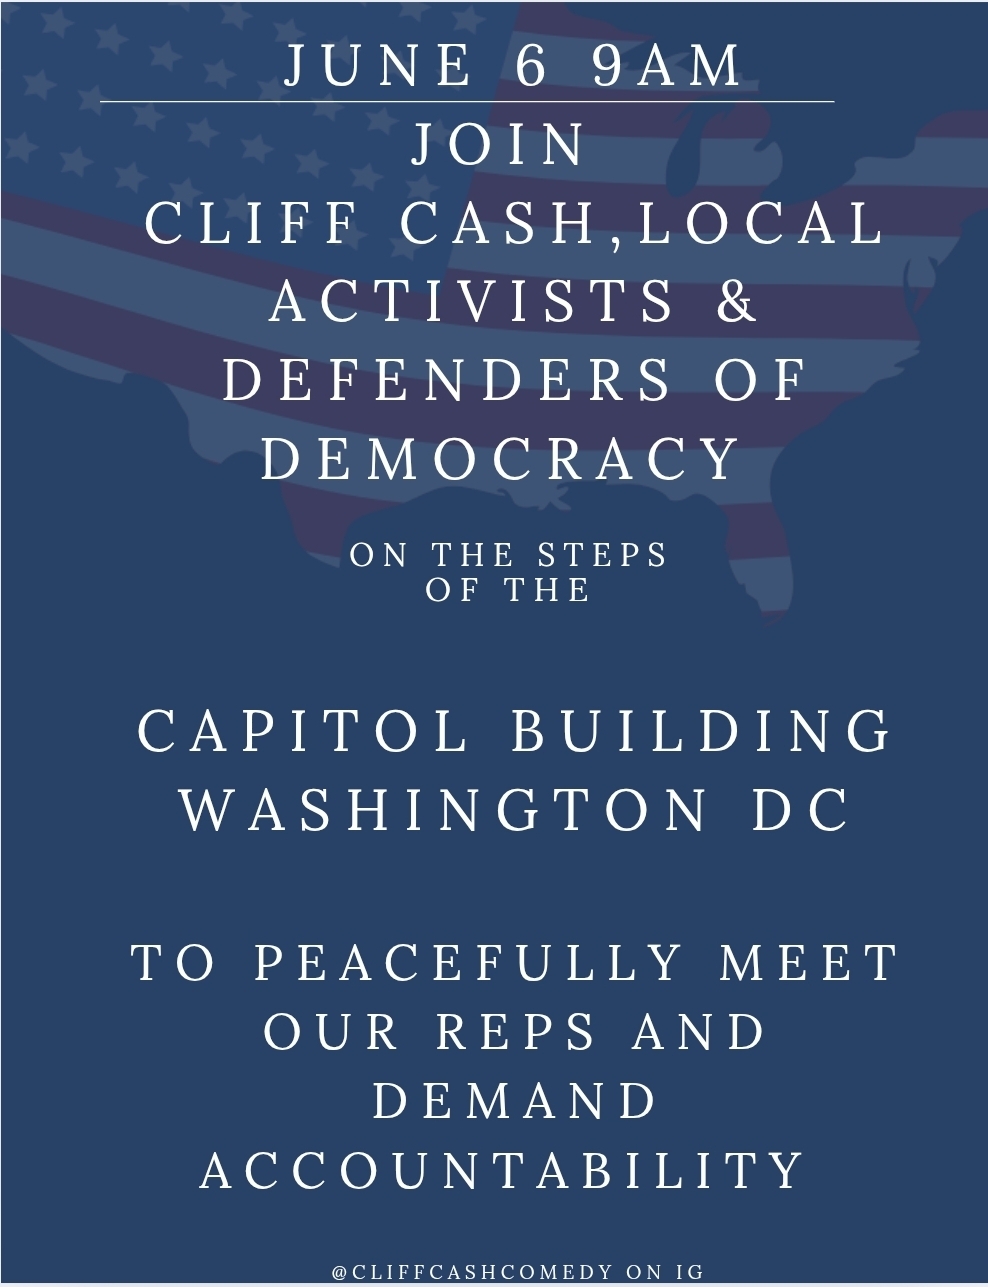 JUNE 6 9AM
JOIN
CLIFF CASH,LOCAL
ACTIVISTS &
DEFENDERS OF
DEMOCRACY
ON THE STEPS
OF THE
CAPITOL BUILDING
WASHINGTON DC
TO PEACEFULLY MEET
OUR REPS AND
DEMAND
ACCOUNTABILITY
@CLIFFCASHCOMEDY ON IG